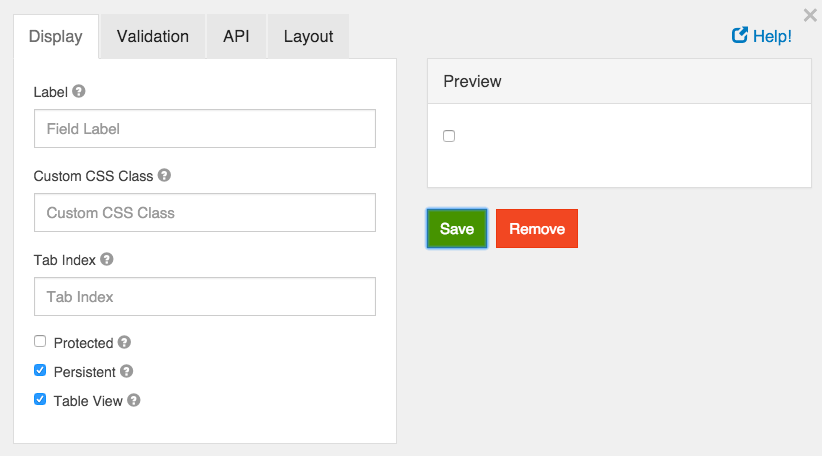 Display Validation API Layout
Help!
Label
Field Label
Custom CSS Class
Custom CSS Class
Tab Index
Tab Index
Protected
Persistent
Table View
Preview
Save Remove